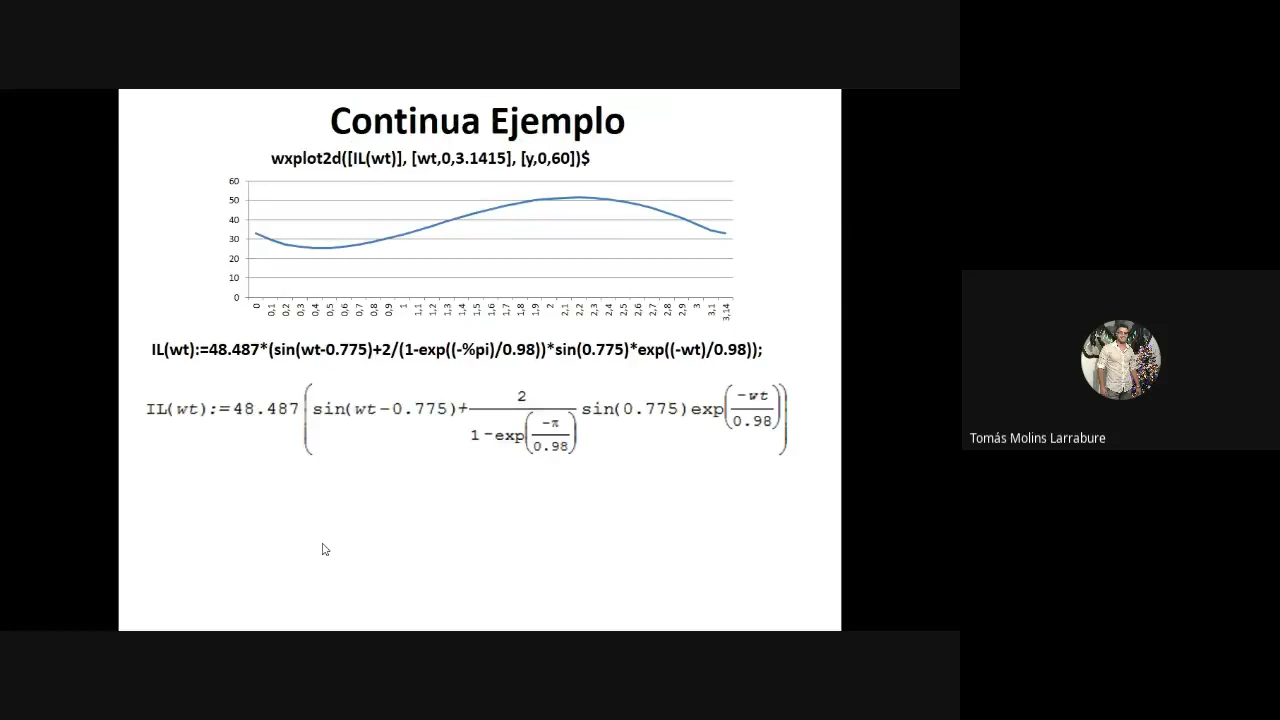 Continua Ejemplo
wxplot2d([IL(wt)], [wt,0,3.1415], [y,0,60])$
60
50
40
30
20
10
0
0 0,1 0,2 0,3 0,4 0,5 0,6 0,7 0,8 0,9 1 1,1 1,2 1,3 1,4 1,5 1,6 1,7 1,8 1,9 2 2,1 2,2 2,3 2,4 2,5 2,6 2,7 2,8 2,9 3 3,1 3,14
IL(wt):=48.487*(sin(wt-0.775)+2/(1-exp((-%pi)/0.98))*sin(0.775)*exp((-wt)/0.98));
IL(wt):=48.487(sin(wt-0.775)+2/(1-exp(-π/0.98)) sin(0.775)exp(-wt/0.98))
Tomás Molins Larrabure